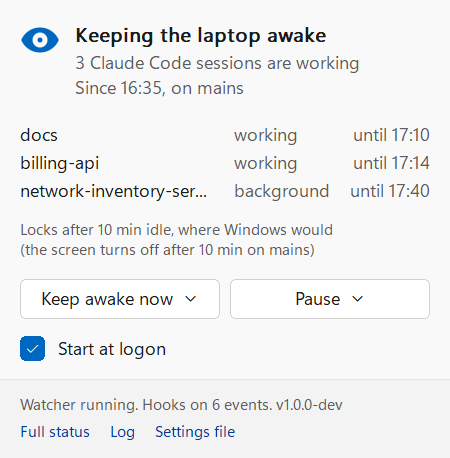 Keeping the laptop awake
3 Claude Code sessions are working
Since 16:35, on mains
docs working until 17:10
billing-api working until 17:14
network-inventory-ser... background until 17:40
Locks after 10 min idle, where Windows would
(the screen turns off after 10 min on mains)
Keep awake now Pause
Start at logon
Watcher running. Hooks on 6 events. v1.0.0-dev
Full status Log Settings file